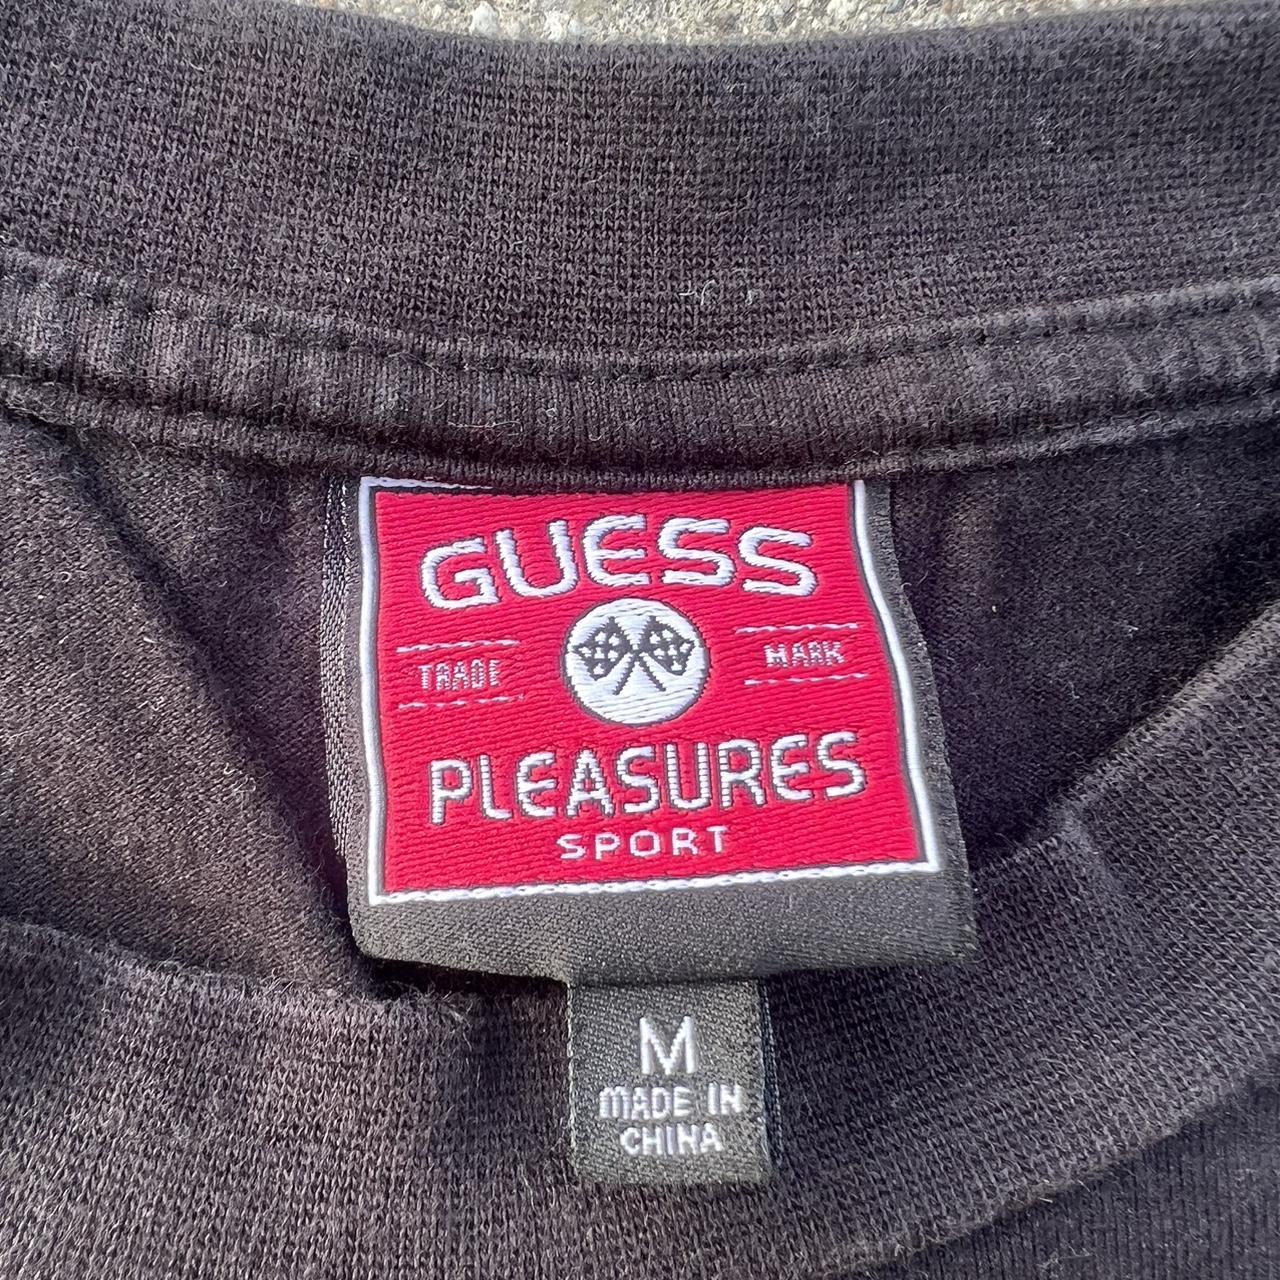 GUESS
TRADE MARK
PLEASURES
SPORT
M
MADE IN
CHINA